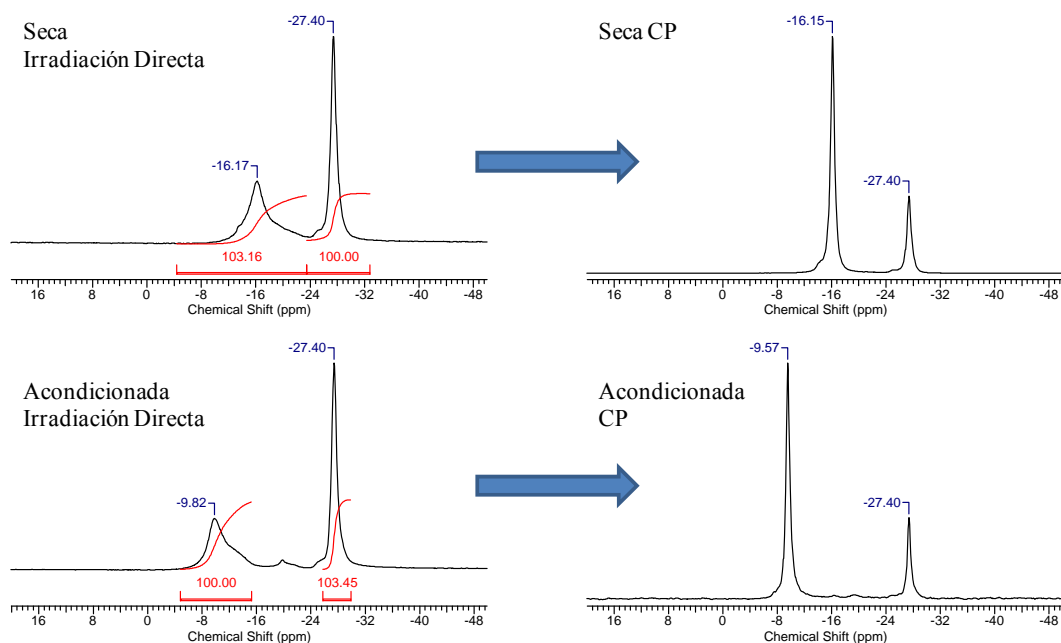 Seca
Irradiación Directa
-27.40
-16.17
103.16 100.00
16 8 0 -8 -16 -24 -32 -40 -48
Chemical Shift (ppm)
Seca CP
-16.15
-27.40
16 8 0 -8 -16 -24 -32 -40 -48
Chemical Shift (ppm)
Acondicionada
Irradiación Directa
-27.40
-9.82
100.00 103.45
16 8 0 -8 -16 -24 -32 -40 -48
Chemical Shift (ppm)
Acondicionada
CP
-9.57
-27.40
16 8 0 -8 -16 -24 -32 -40 -48
Chemical Shift (ppm)